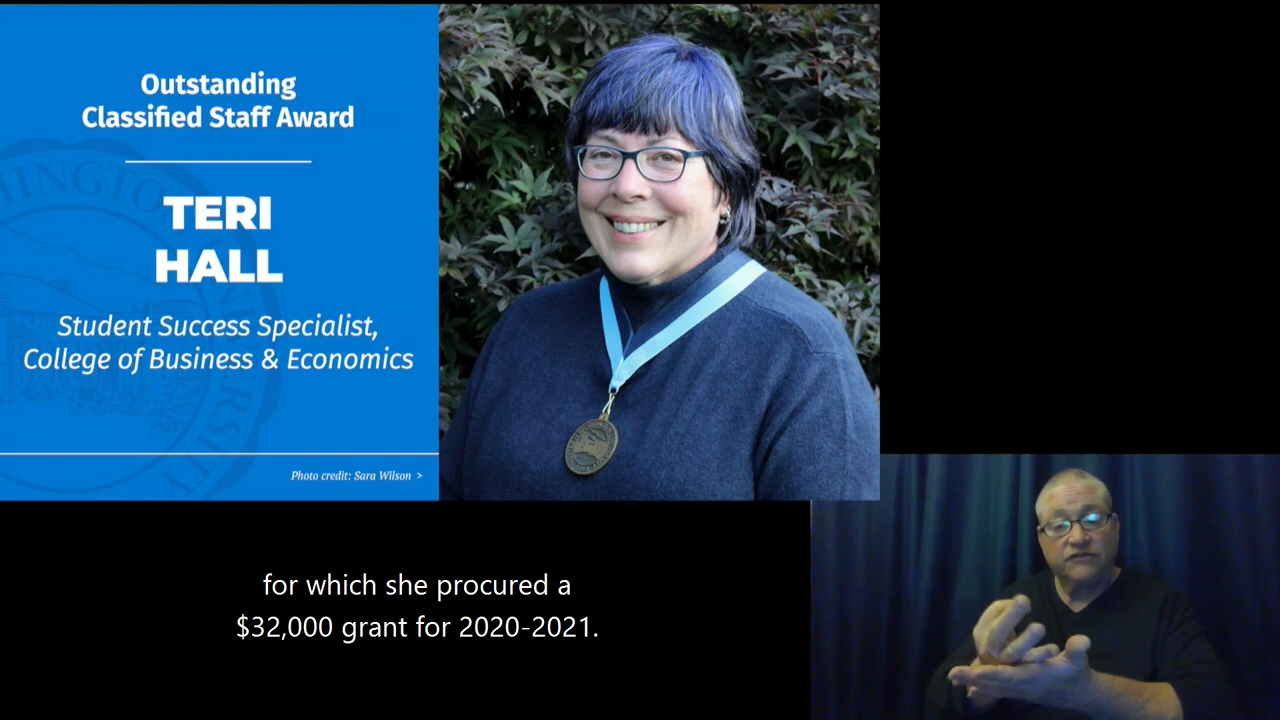 Outstanding
Classified Staff Award
TERI
HALL
Student Success Specialist,
College of Business & Economics
Photo credit: Sara Wilson >
for which she procured a
$32,000 grant for 2020-2021.